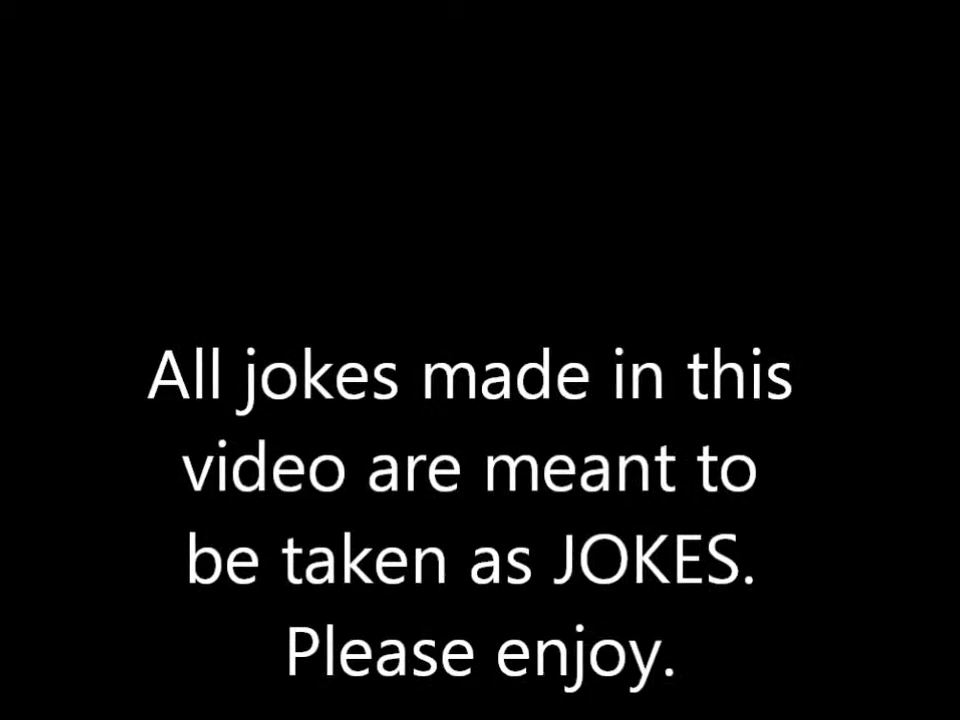 All jokes made in this
video are meant to
be taken as JOKES.
Please enjoy.